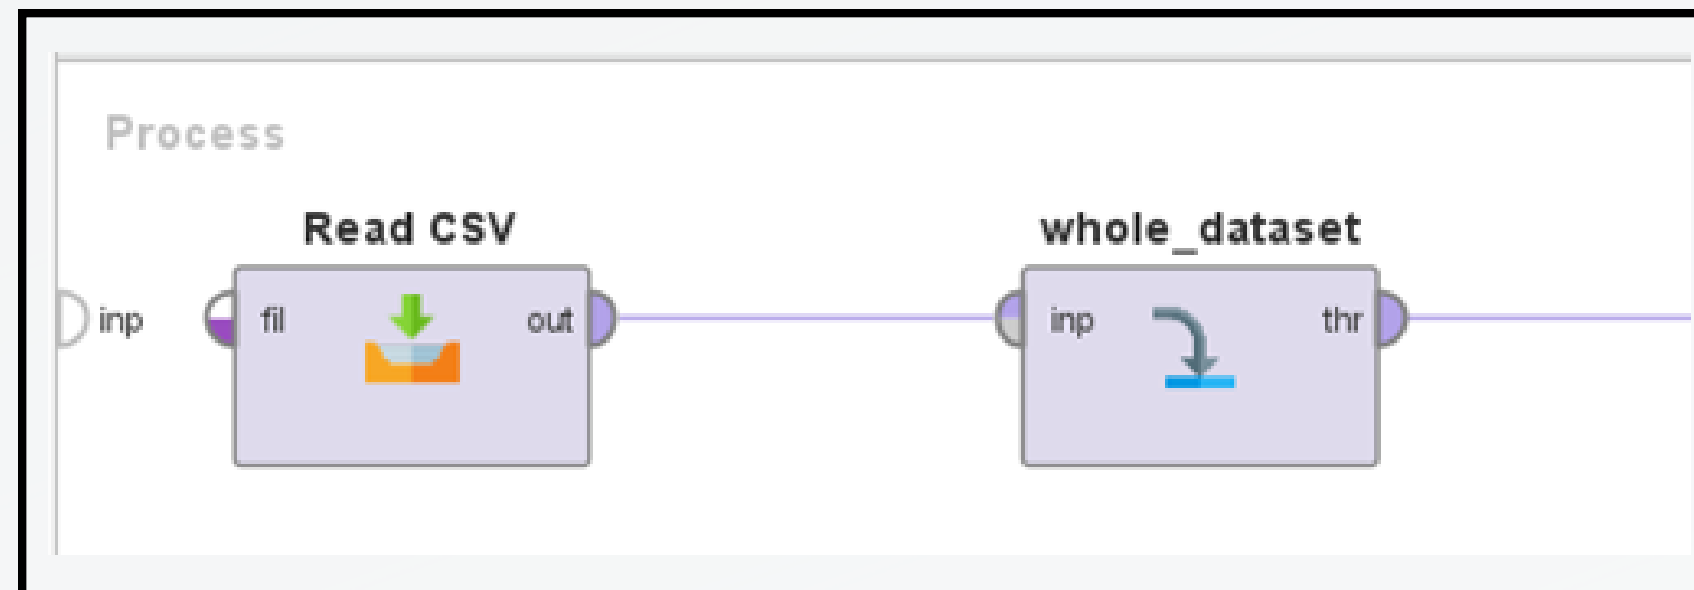 Process
Read CSV whole_dataset
inp fil out inp thr